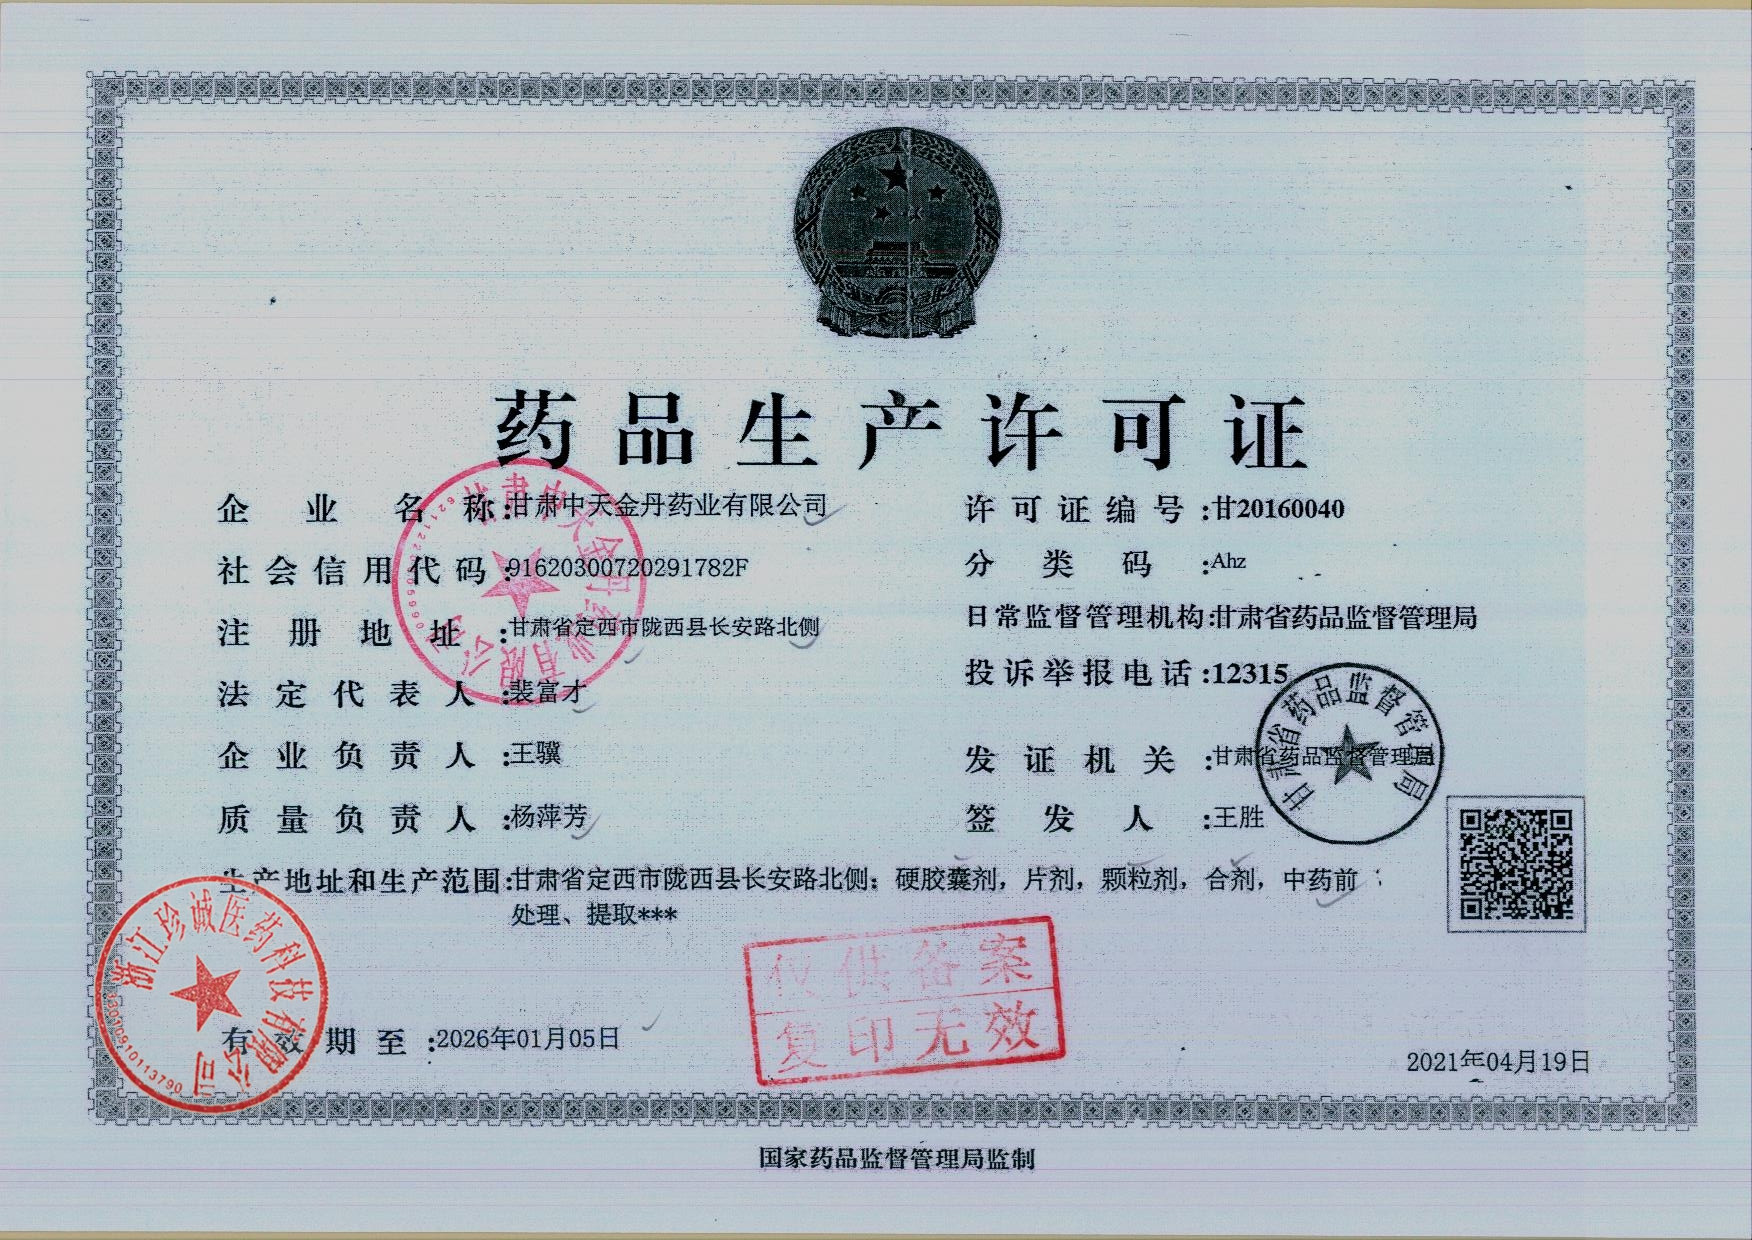 药品生产许可证
企业名称:甘肃中天金丹药业有限公司
许可证编号:甘20160040
社会信用代码:91620300720291782F
分类码:Ahz
注册地址:甘肃省定西市陇西县长安路北侧
日常监督管理机构:甘肃省药品监督管理局
法定代表人:裴富才
投诉举报电话:12315
企业负责人:王骥
发证机关:甘肃省药品监督管理局
质量负责人:杨萍芳
签发人:王胜
生产地址和生产范围:甘肃省定西市陇西县长安路北侧：硬胶囊剂，片剂，颗粒剂，合剂，中药前
处理、提取***
有效期至:2026年01月05日
2021年04月19日
国家药品监督管理局监制
甘肃中天金丹药业有限公司
甘肃省药品监督管理局
浙江珍诚医药科技有限公司
仅供备案
复印无效